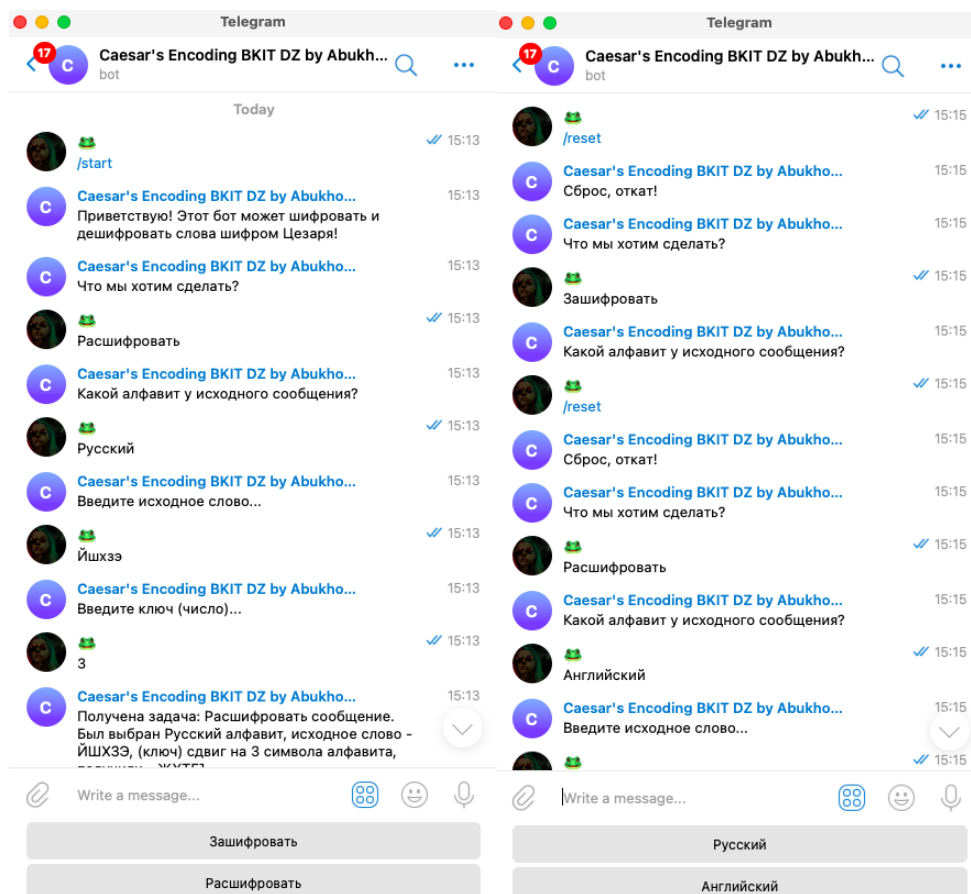 Telegram
17
C
Caesar's Encoding BKIT DZ by Abukh...
bot
Today
15:13
/start
C
Caesar's Encoding BKIT DZ by Abukho...
15:13
Приветствую! Этот бот может шифровать и
дешифровать слова шифром Цезаря!
C
Caesar's Encoding BKIT DZ by Abukho...
15:13
Что мы хотим сделать?
15:13
Расшифровать
C
Caesar's Encoding BKIT DZ by Abukho...
15:13
Какой алфавит у исходного сообщения?
15:13
Русский
C
Caesar's Encoding BKIT DZ by Abukho...
15:13
Введите исходное слово...
15:13
Йшхзэ
C
Caesar's Encoding BKIT DZ by Abukho...
15:13
Введите ключ (число)...
15:13
3
C
Caesar's Encoding BKIT DZ by Abukho...
15:13
Получена задача: Расшифровать сообщение.
Был выбран Русский алфавит, исходное слово -
ЙШХЗЭ, (ключ) сдвиг на 3 символа алфавита,
Write a message...
Зашифровать
Расшифровать
Telegram
17
C
Caesar's Encoding BKIT DZ by Abukh...
bot
15:15
/reset
C
Caesar's Encoding BKIT DZ by Abukho...
15:15
Сброс, откат!
C
Caesar's Encoding BKIT DZ by Abukho...
15:15
Что мы хотим сделать?
15:15
Зашифровать
C
Caesar's Encoding BKIT DZ by Abukho...
15:15
Какой алфавит у исходного сообщения?
15:15
/reset
C
Caesar's Encoding BKIT DZ by Abukho...
15:15
Сброс, откат!
C
Caesar's Encoding BKIT DZ by Abukho...
15:15
Что мы хотим сделать?
15:15
Расшифровать
C
Caesar's Encoding BKIT DZ by Abukho...
15:15
Какой алфавит у исходного сообщения?
15:15
Английский
C
Caesar's Encoding BKIT DZ by Abukho...
15:15
Введите исходное слово...
15:15
Write a message...
Русский
Английский